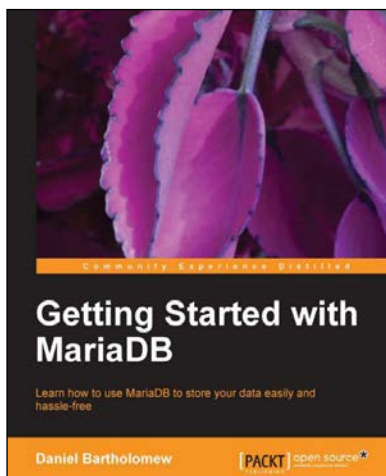 Community Experience Distilled
Getting Started with
MariaDB
Learn how to use MariaDB to store your data easily and
hassle-free
Daniel Bartholomew
[PACKT] open source*
PUBLISHING